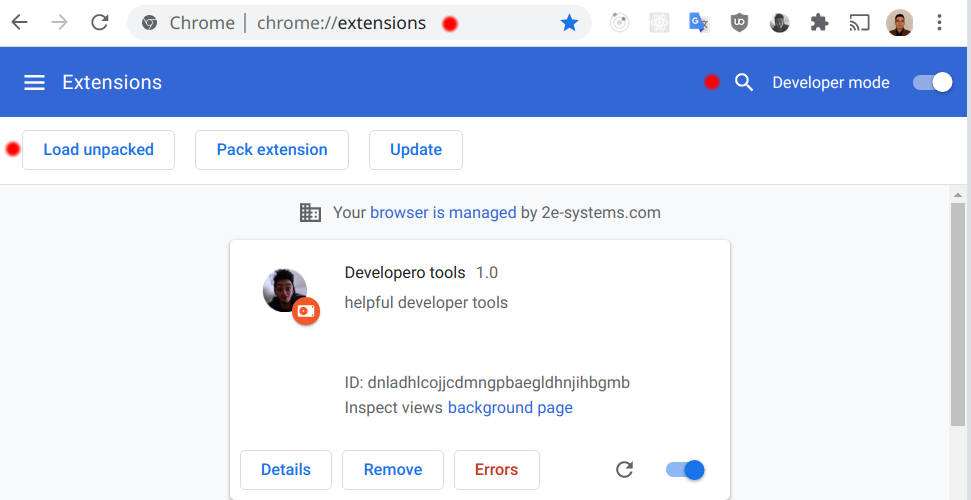 Chrome | chrome://extensions
Extensions
Developer mode
Load unpacked
Pack extension
Update
Your browser is managed by 2e-systems.com
Developero tools 1.0
helpful developer tools
ID: dnladhlcojjcdmngpbaegldhnjihbgmb
Inspect views background page
Details
Remove
Errors